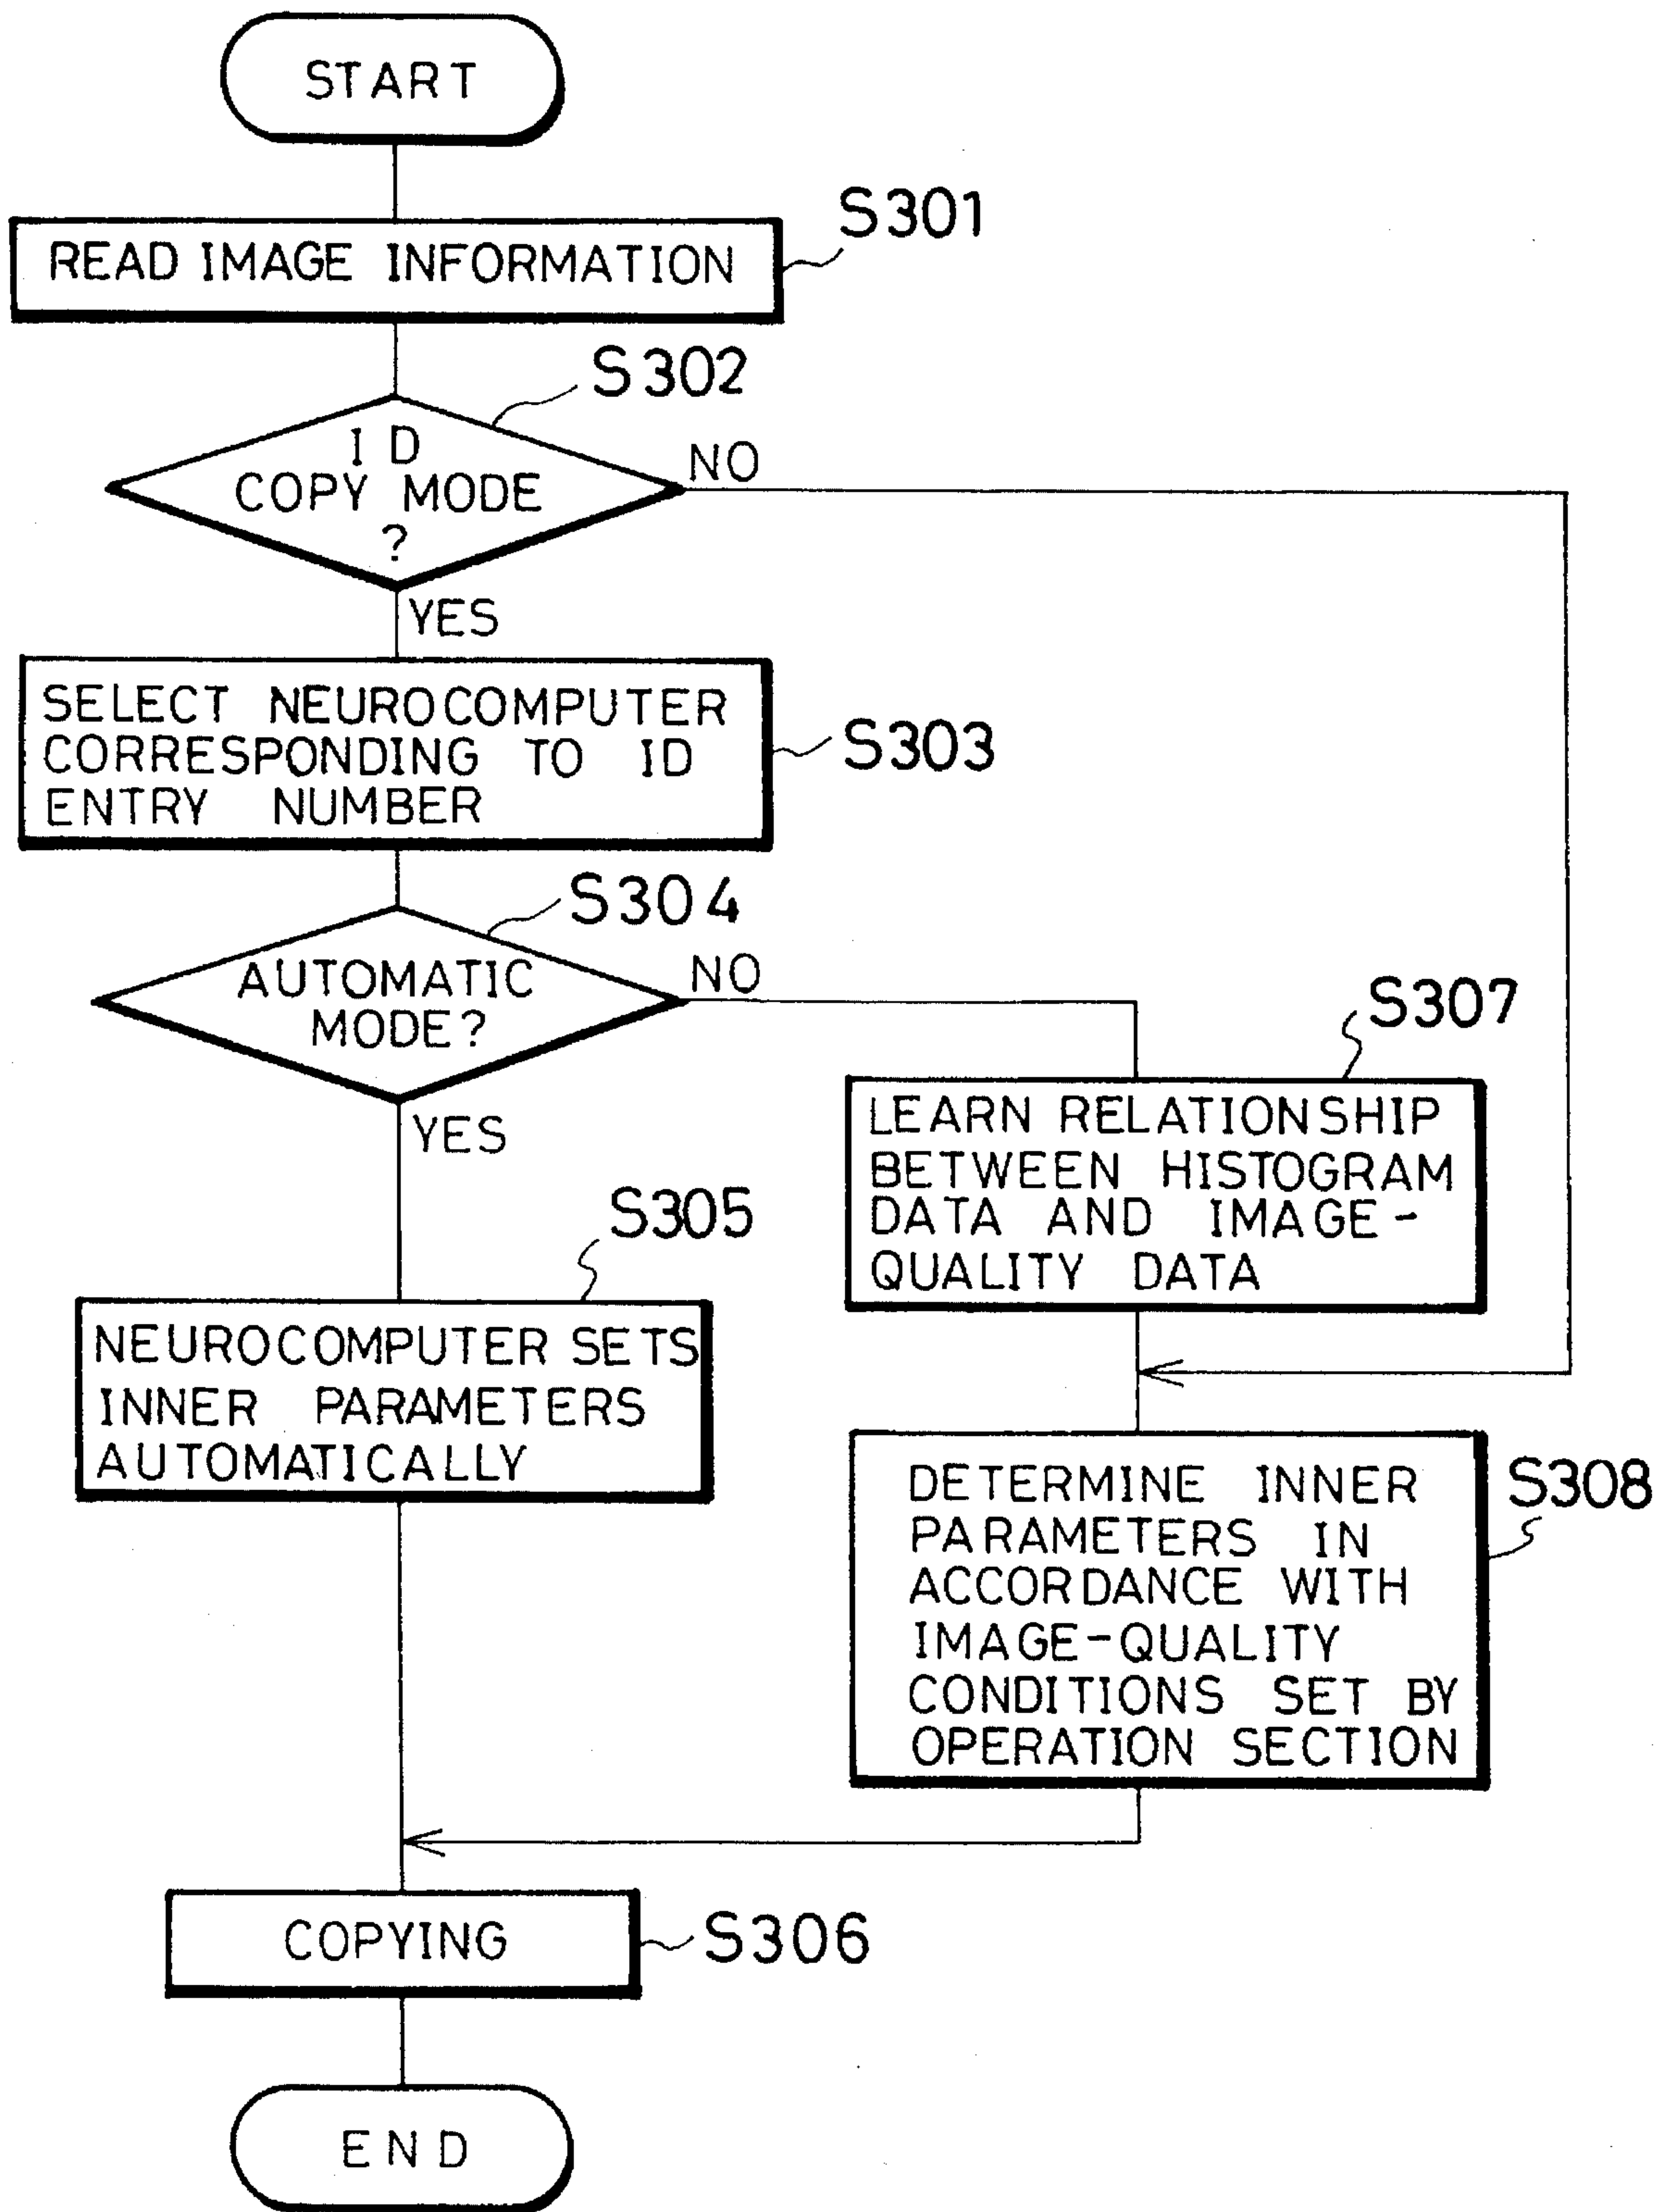 START
S301
READ IMAGE INFORMATION
S302
ID
COPY MODE
?
NO
YES
SELECT NEUROCOMPUTER
CORRESPONDING TO ID
ENTRY NUMBER
S303
S304
AUTOMATIC
MODE?
NO
YES
S307
LEARN RELATIONSHIP
BETWEEN HISTOGRAM
DATA AND IMAGE-
QUALITY DATA
S305
NEUROCOMPUTER SETS
INNER PARAMETERS
AUTOMATICALLY
S308
DETERMINE INNER
PARAMETERS IN
ACCORDANCE WITH
IMAGE-QUALITY
CONDITIONS SET BY
OPERATION SECTION
COPYING
S306
END